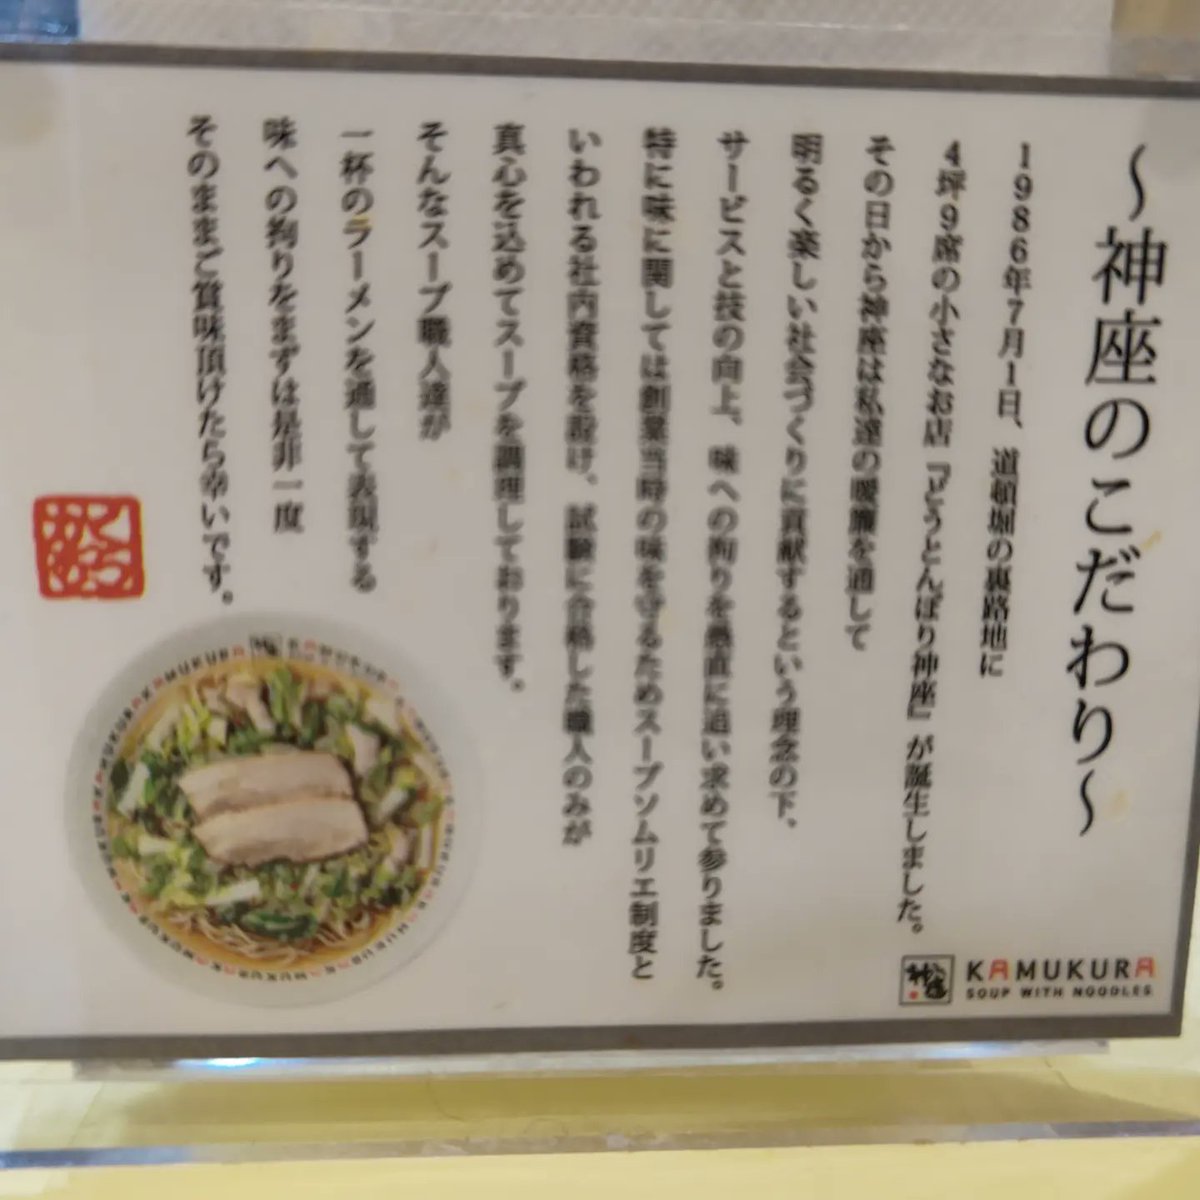 〜神座のこだわり〜
1986年7月1日、道頓堀の裏路地に
4坪9席の小さなお店『どうとんぼり神座』が誕生しました。
その日から神座は私達の暖簾を通して
明るく楽しい社会づくりに貢献するという理念の下、
サービスと技の向上、味への拘りを愚直に追い求めて参りました。
特に味に関しては創業当時の味を守るためスープソムリエ制度と
いわれる社内資格を設け、試験に合格した職人のみが
真心を込めてスープを調理しております。
そんなスープ職人達が
一杯のラーメンを通して表現する
味への拘りをまずは是非一度
そのままご賞味頂けたら幸いです。
神座
KAMUKURA
SOUP WITH NOODLES